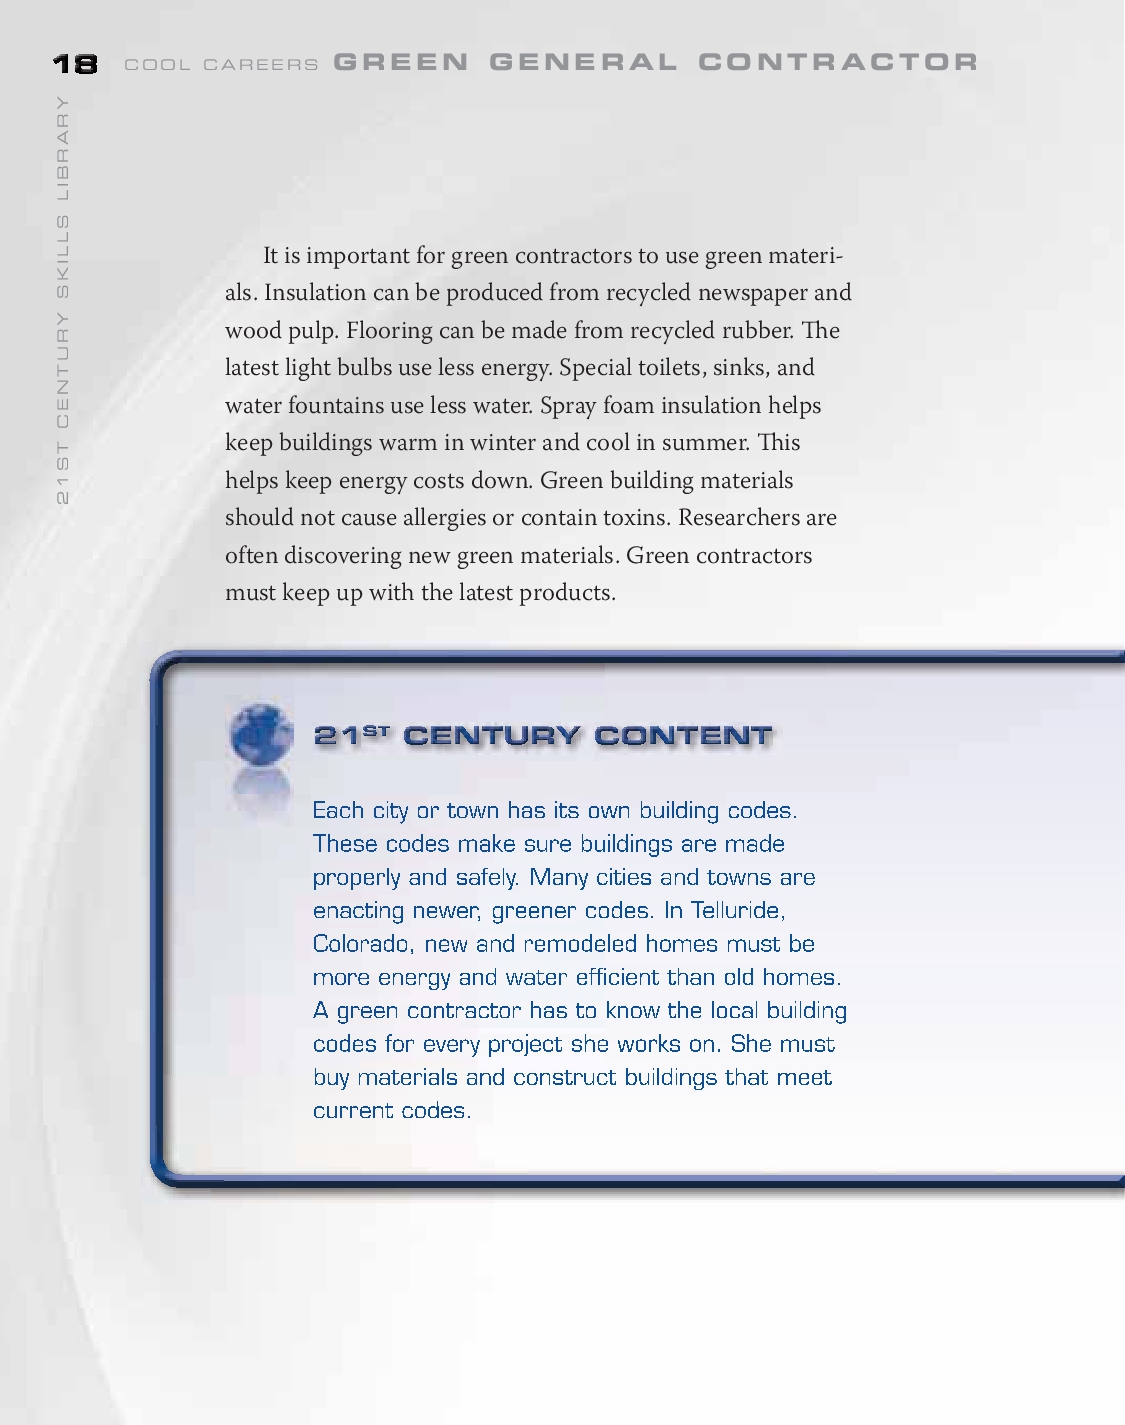 18 COOL CAREERS GREEN GENERAL CONTRACTOR
21ST CENTURY SKILLS LIBRARY
It is important for green contractors to use green materi-
als. Insulation can be produced from recycled newspaper and
wood pulp. Flooring can be made from recycled rubber. The
latest light bulbs use less energy. Special toilets, sinks, and
water fountains use less water. Spray foam insulation helps
keep buildings warm in winter and cool in summer. This
helps keep energy costs down. Green building materials
should not cause allergies or contain toxins. Researchers are
often discovering new green materials. Green contractors
must keep up with the latest products.
21ST CENTURY CONTENT
Each city or town has its own building codes.
These codes make sure buildings are made
properly and safely. Many cities and towns are
enacting newer, greener codes. In Telluride,
Colorado, new and remodeled homes must be
more energy and water efficient than old homes.
A green contractor has to know the local building
codes for every project she works on. She must
buy materials and construct buildings that meet
current codes.